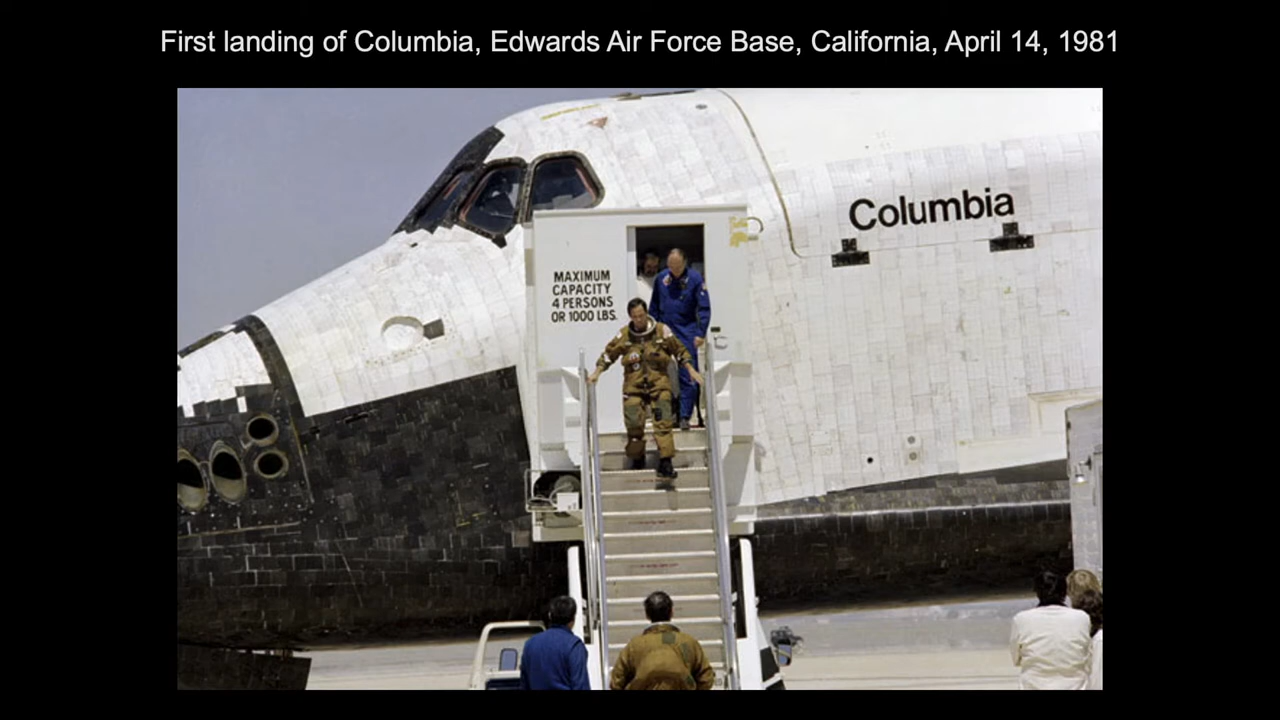 First landing of Columbia, Edwards Air Force Base, California, April 14, 1981
Columbia
MAXIMUM
CAPACITY
4 PERSONS
OR 1000 LBS.